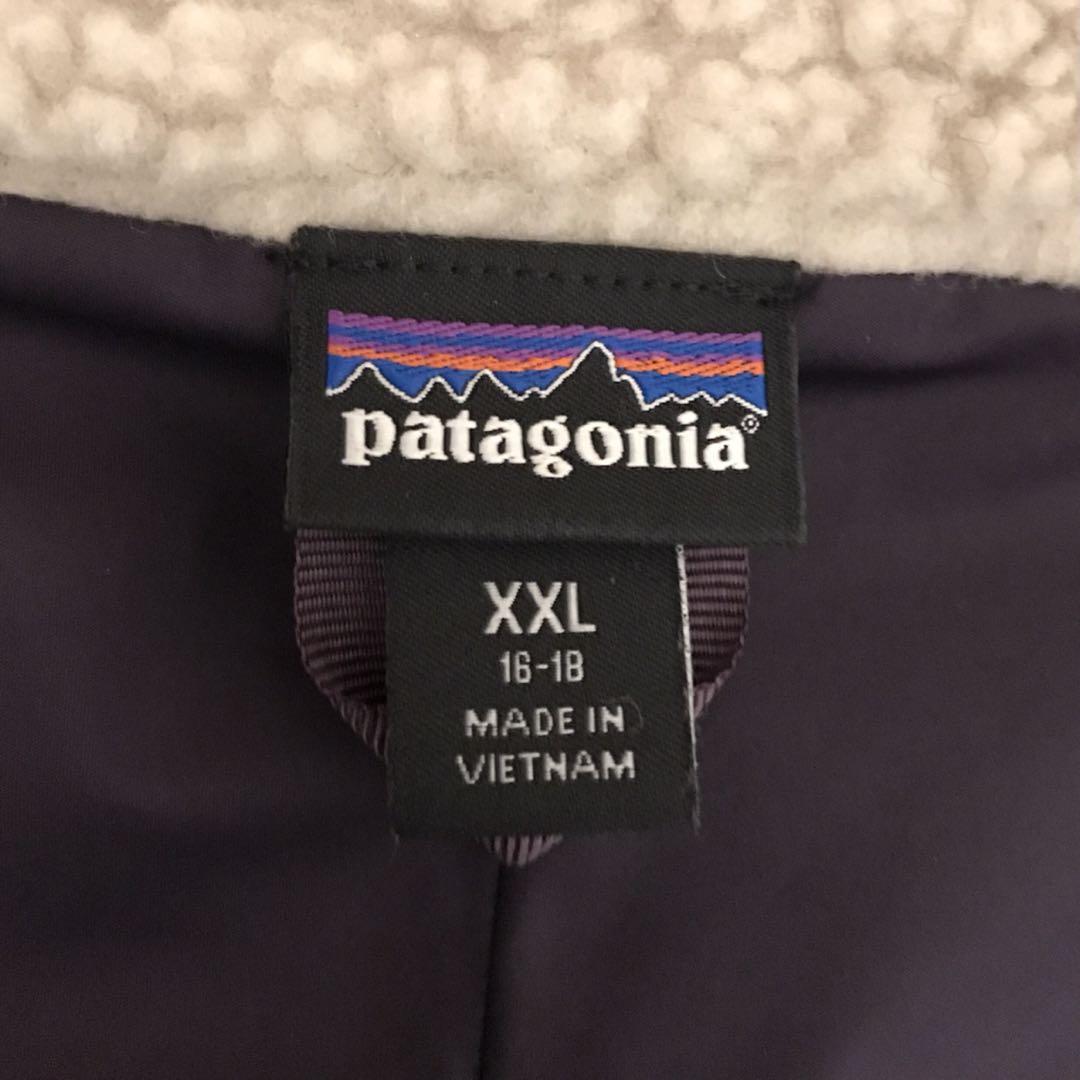 patagonia®
XXL
16-18
MADE IN
VIETNAM